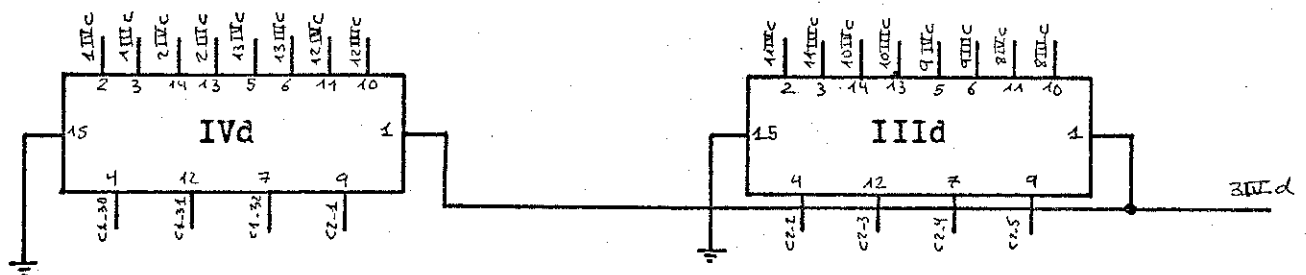 1IVc 1IIIc 2IVc 2IIIc 13IVc 13IIIc 12IVc 12IIIc
2 3 14 13 5 6 11 10
15 IVd 1
4 12 7 9
c1-30 c1-31 c1-32 c2-1
11IVc 11IIIc 10IVc 10IIIc 9IVc 9IIIc 8IVc 8IIIc
2 3 14 13 5 6 11 10
15 IIId 1
4 12 7 9
c2-2 c2-3 c2-4 c2-5